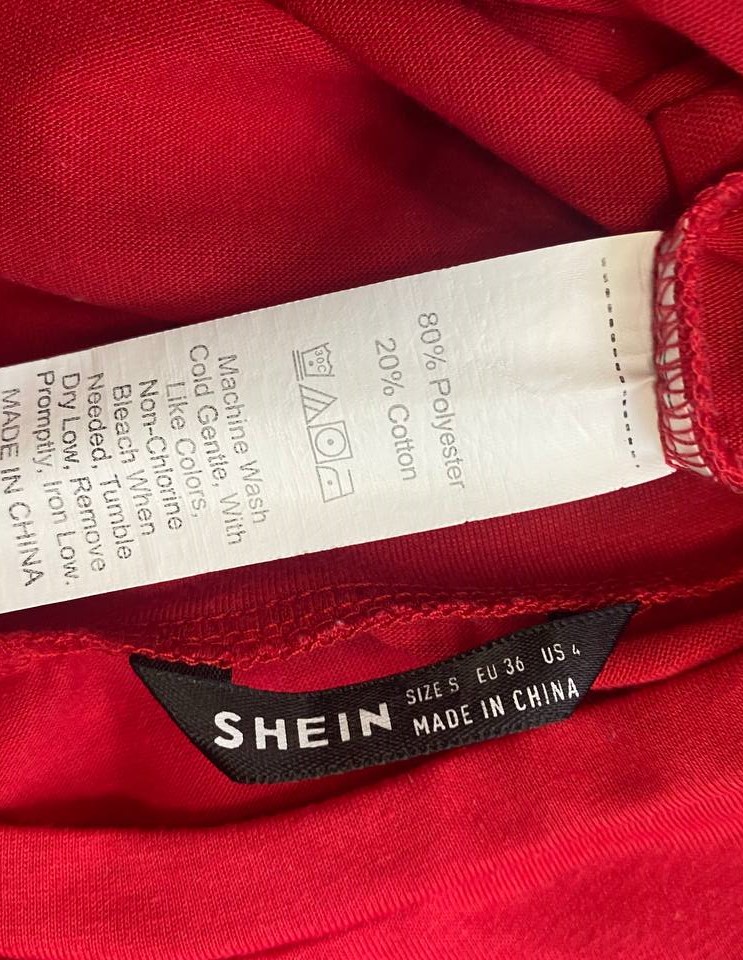 80% Polyester
20% Cotton
30C
Machine Wash
Cold Gentle, With
Like Colors,
Non-Chlorine
Bleach When
Needed, Tumble
Dry Low, Remove
Promptly, Iron Low.
MADE IN CHINA
SHEIN
SIZE S EU 36 US 4
MADE IN CHINA